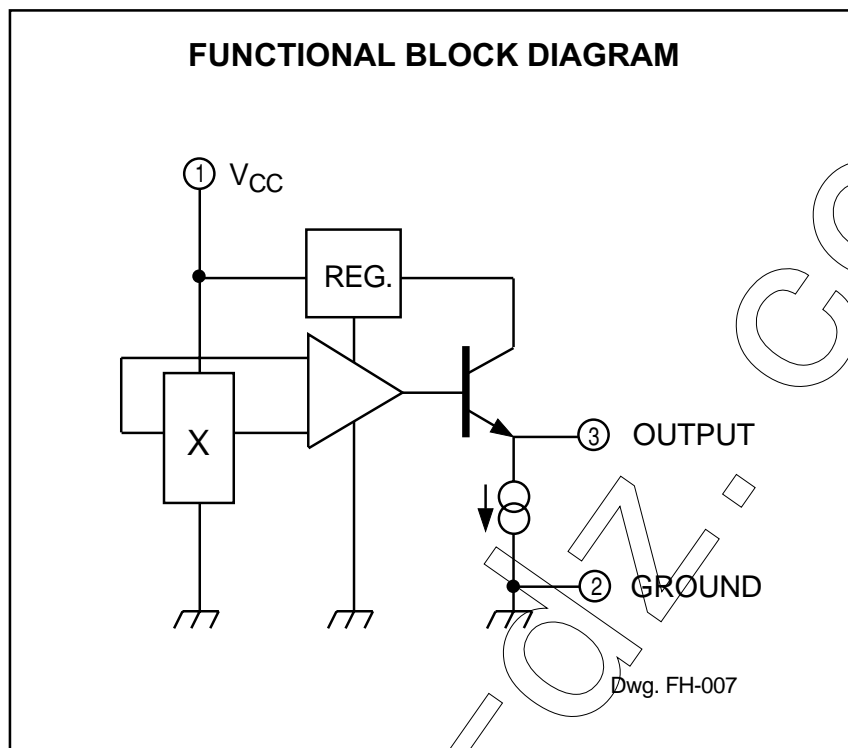 FUNCTIONAL BLOCK DIAGRAM
1 VCC
REG.
X
3 OUTPUT
2 GROUND
Dwg. FH-007